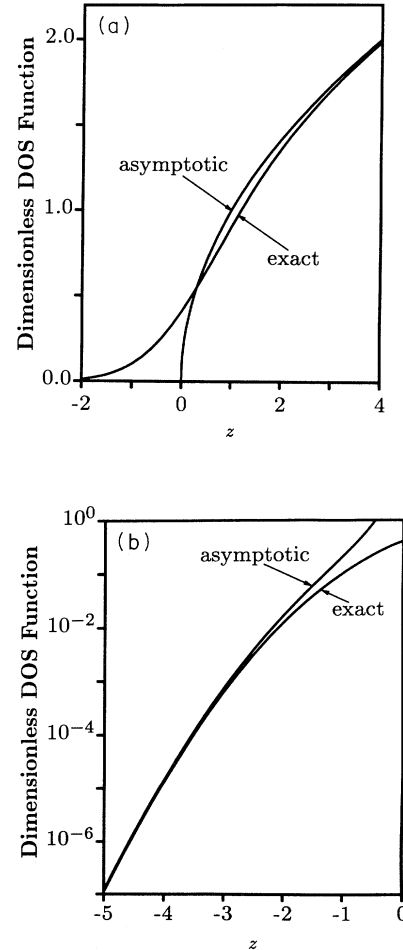 (a)
Dimensionless DOS Function
2.0
1.0
0.0
asymptotic
exact
-2
0
2
4
z
(b)
Dimensionless DOS Function
10^0
10^-2
10^-4
10^-6
asymptotic
exact
-5
-4
-3
-2
-1
0
z